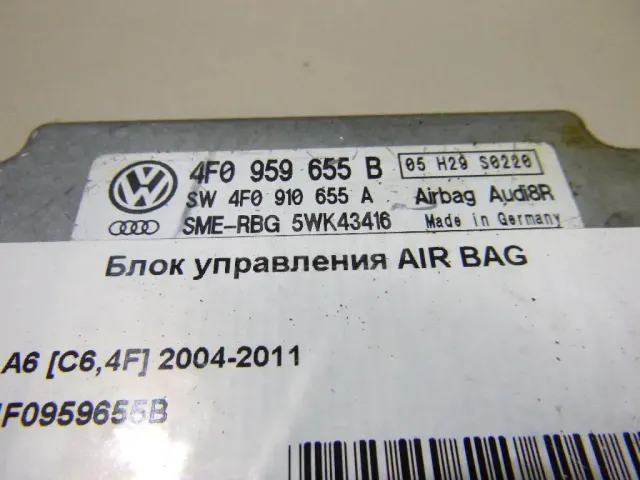 4F0 959 655 B 05 H29 S0220
SW 4F0 910 655 A Airbag Audi8R
SME-RBG 5WK43416 Made in Germany
Блок управления AIR BAG
A6 [C6,4F] 2004-2011
4F0959655B